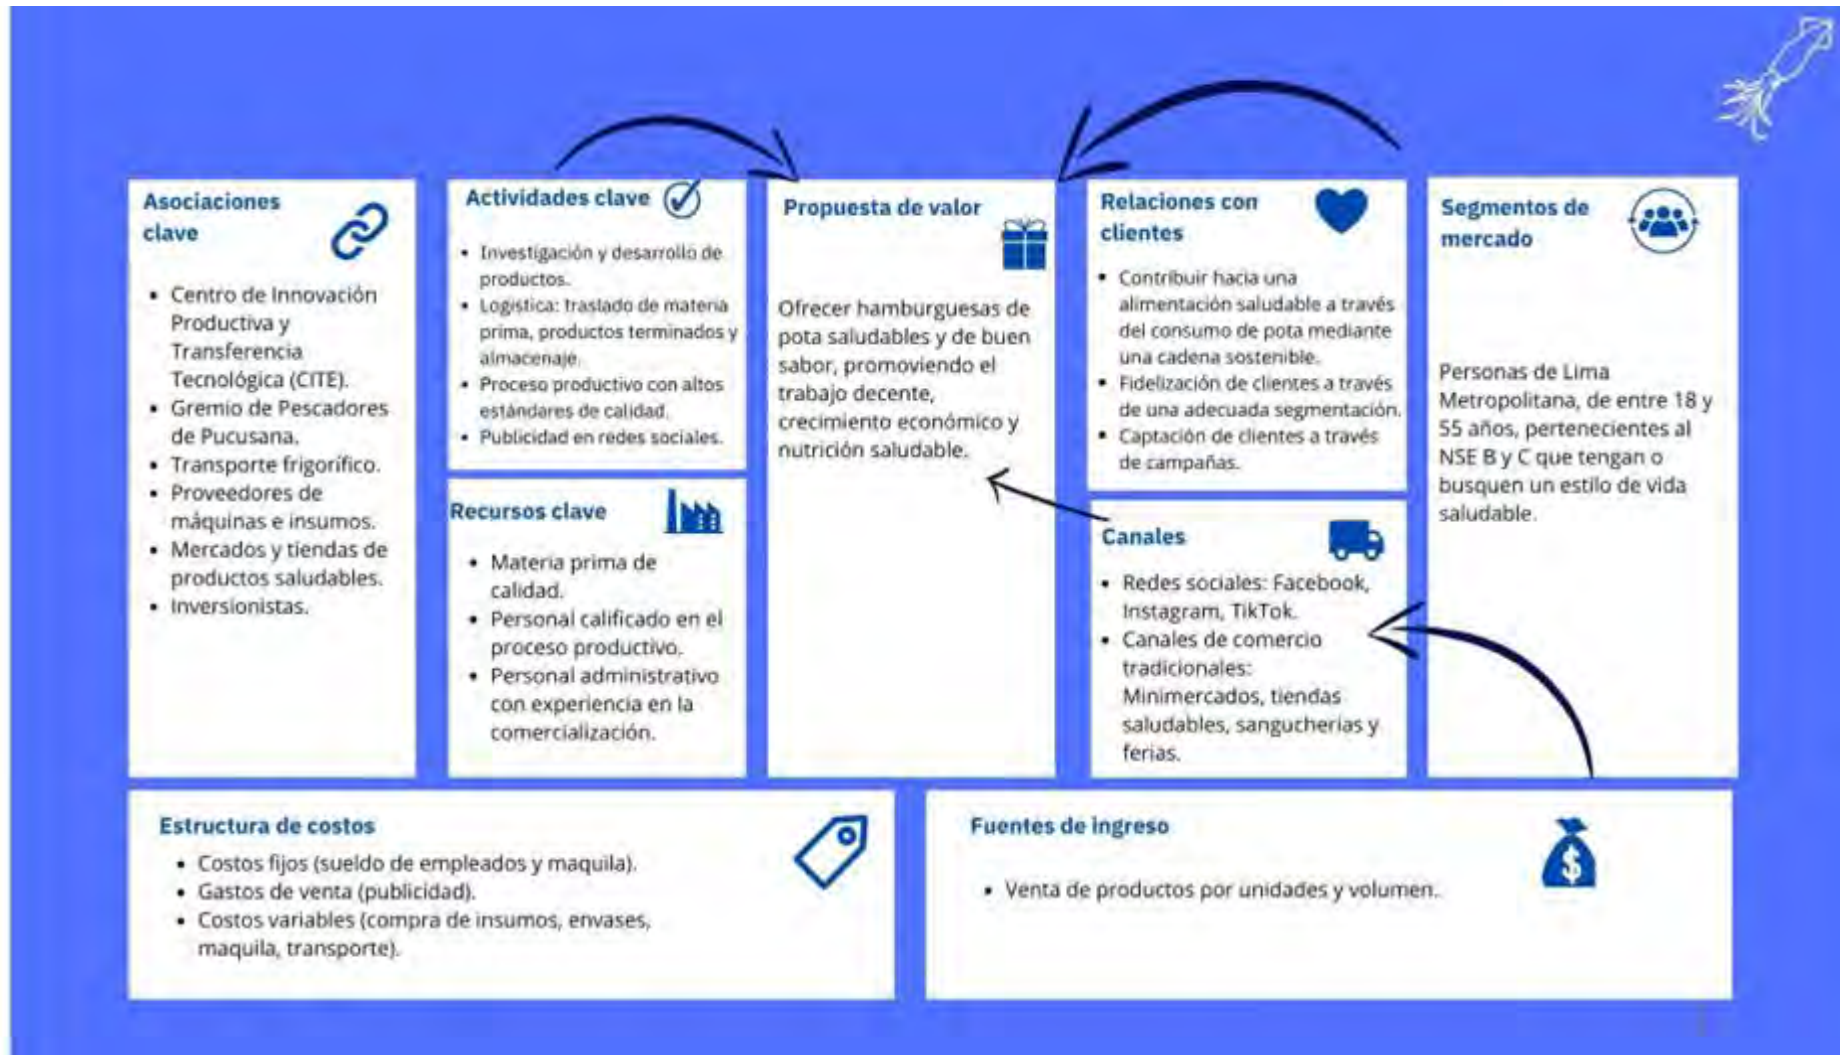 Asociaciones
clave
• Centro de Innovación
Productiva y
Transferencia
Tecnológica (CITE).
• Gremio de Pescadores
de Pucusana.
• Transporte frigorífico.
• Proveedores de
máquinas e insumos.
• Mercados y tiendas de
productos saludables.
• Inversionistas.
Actividades clave
• Investigación y desarrollo de
productos.
• Logística: traslado de materia
prima, productos terminados y
almacenaje.
• Proceso productivo con altos
estándares de calidad.
• Publicidad en redes sociales.
Recursos clave
• Materia prima de
calidad.
• Personal calificado en el
proceso productivo.
• Personal administrativo
con experiencia en la
comercialización.
Propuesta de valor
Ofrecer hamburguesas de
pota saludables y de buen
sabor, promoviendo el
trabajo decente,
crecimiento económico y
nutrición saludable.
Relaciones con
clientes
• Contribuir hacia una
alimentación saludable a través
del consumo de pota mediante
una cadena sostenible.
• Fidelización de clientes a través
de una adecuada segmentación.
• Captación de clientes a través
de campañas.
Canales
• Redes sociales: Facebook,
Instagram, TikTok.
• Canales de comercio
tradicionales:
Minimercados, tiendas
saludables, sangucherias y
ferias.
Segmentos de
mercado
Personas de Lima
Metropolitana, de entre 18 y
55 años, pertenecientes al
NSE B y C que tengan o
busquen un estilo de vida
saludable.
Estructura de costos
• Costos fijos (sueldo de empleados y maquila).
• Gastos de venta (publicidad).
• Costos variables (compra de insumos, envases,
maquila, transporte).
Fuentes de ingreso
• Venta de productos por unidades y volumen.
$